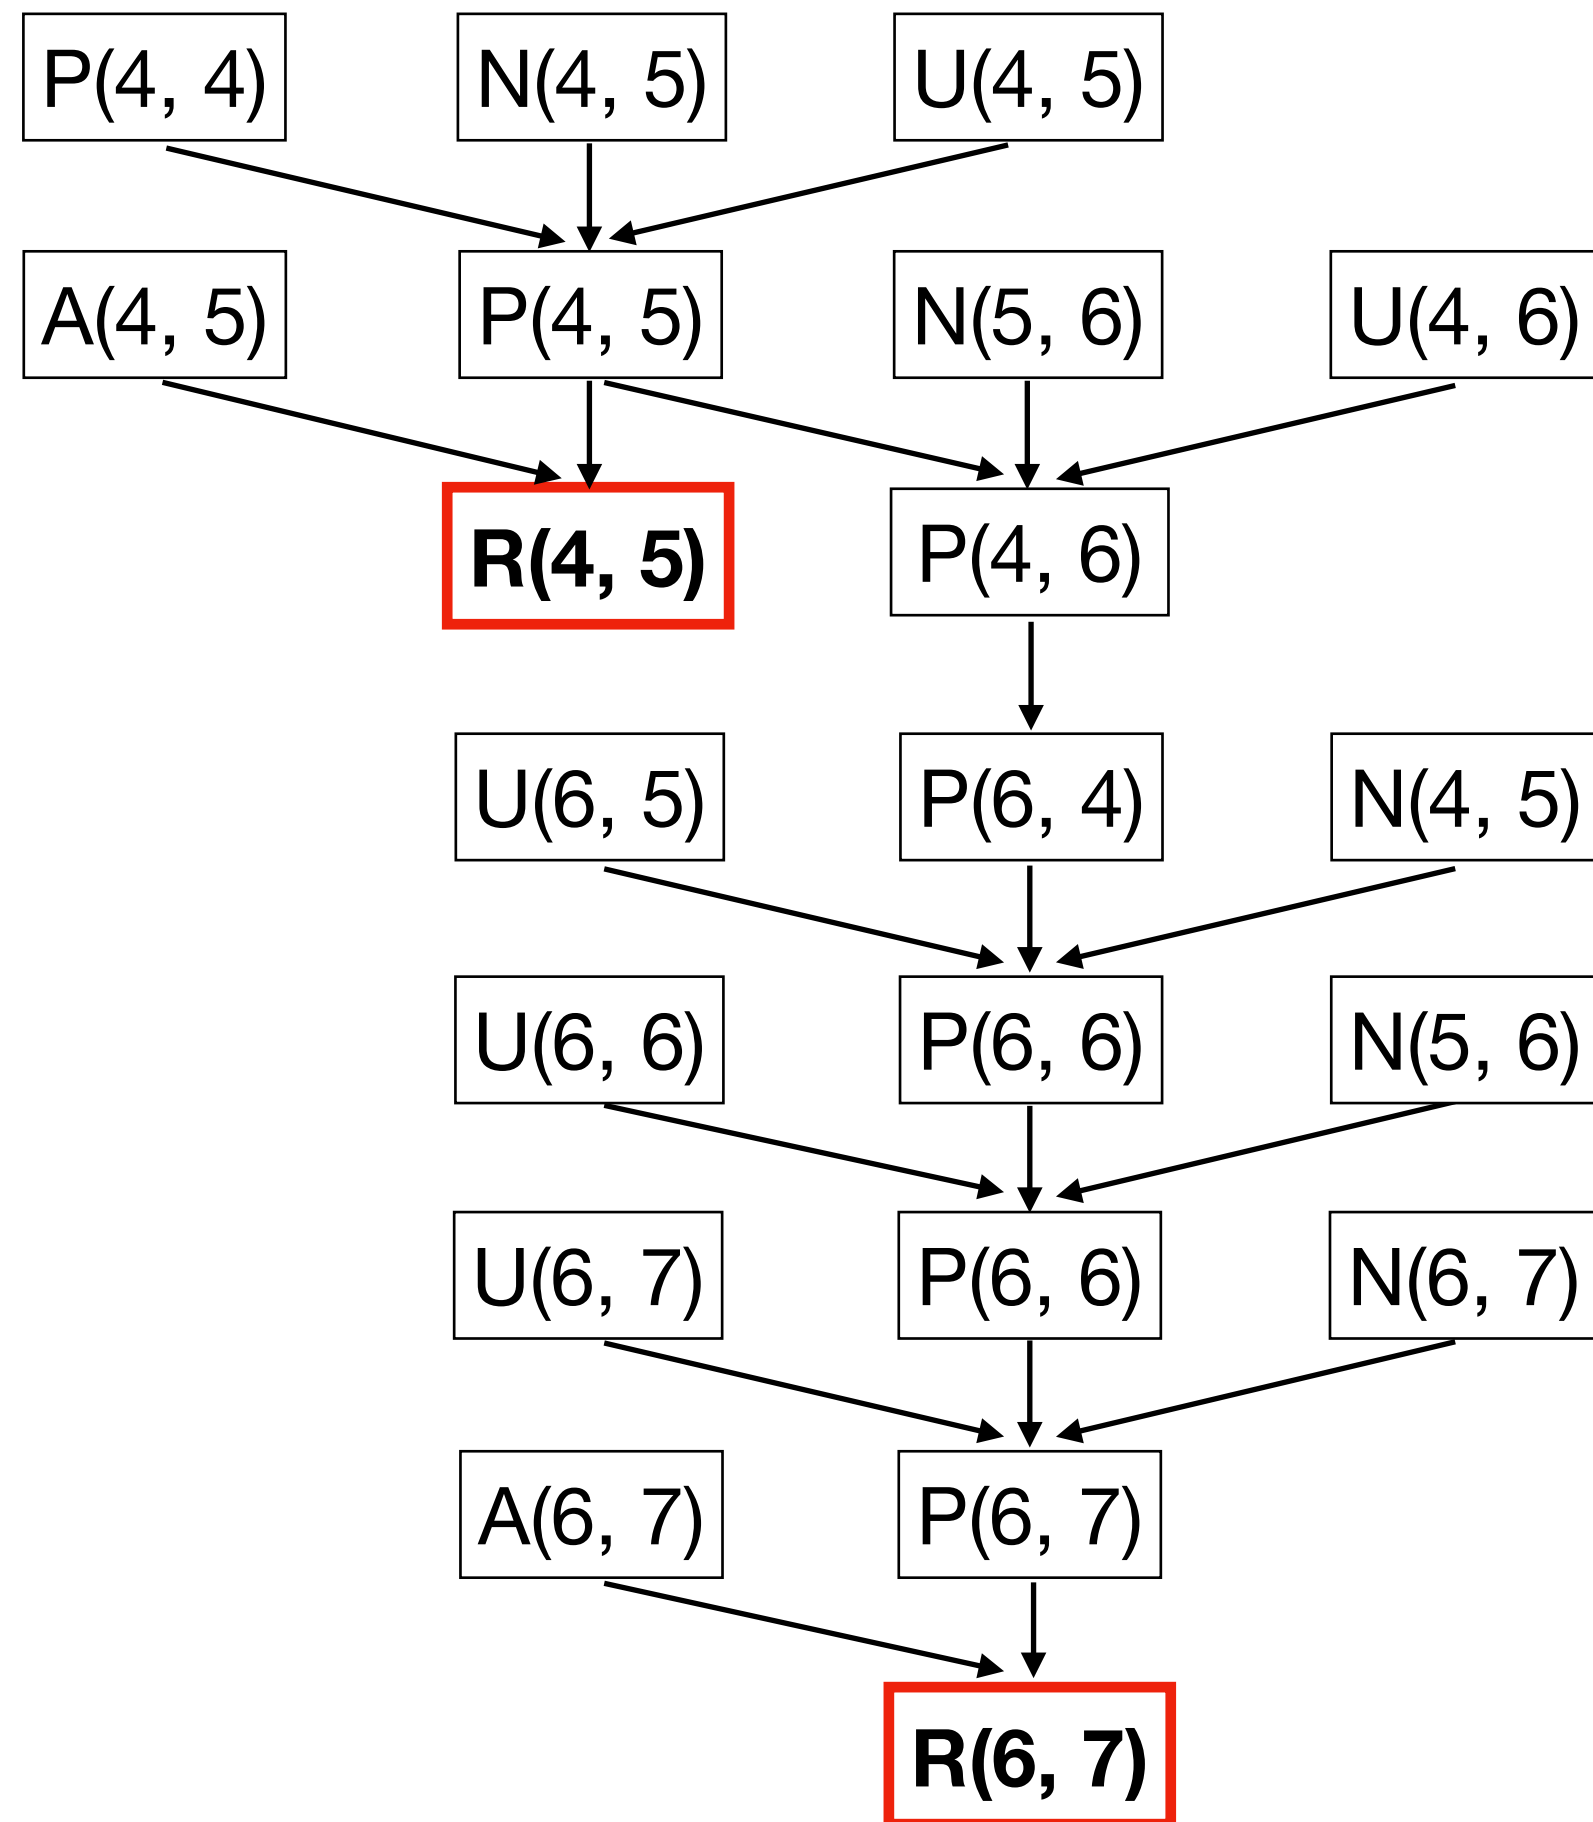 P(4, 4) N(4, 5) U(4, 5)
A(4, 5) P(4, 5) N(5, 6) U(4, 6)
R(4, 5) P(4, 6)
U(6, 5) P(6, 4) N(4, 5)
U(6, 6) P(6, 6) N(5, 6)
U(6, 7) P(6, 6) N(6, 7)
A(6, 7) P(6, 7)
R(6, 7)